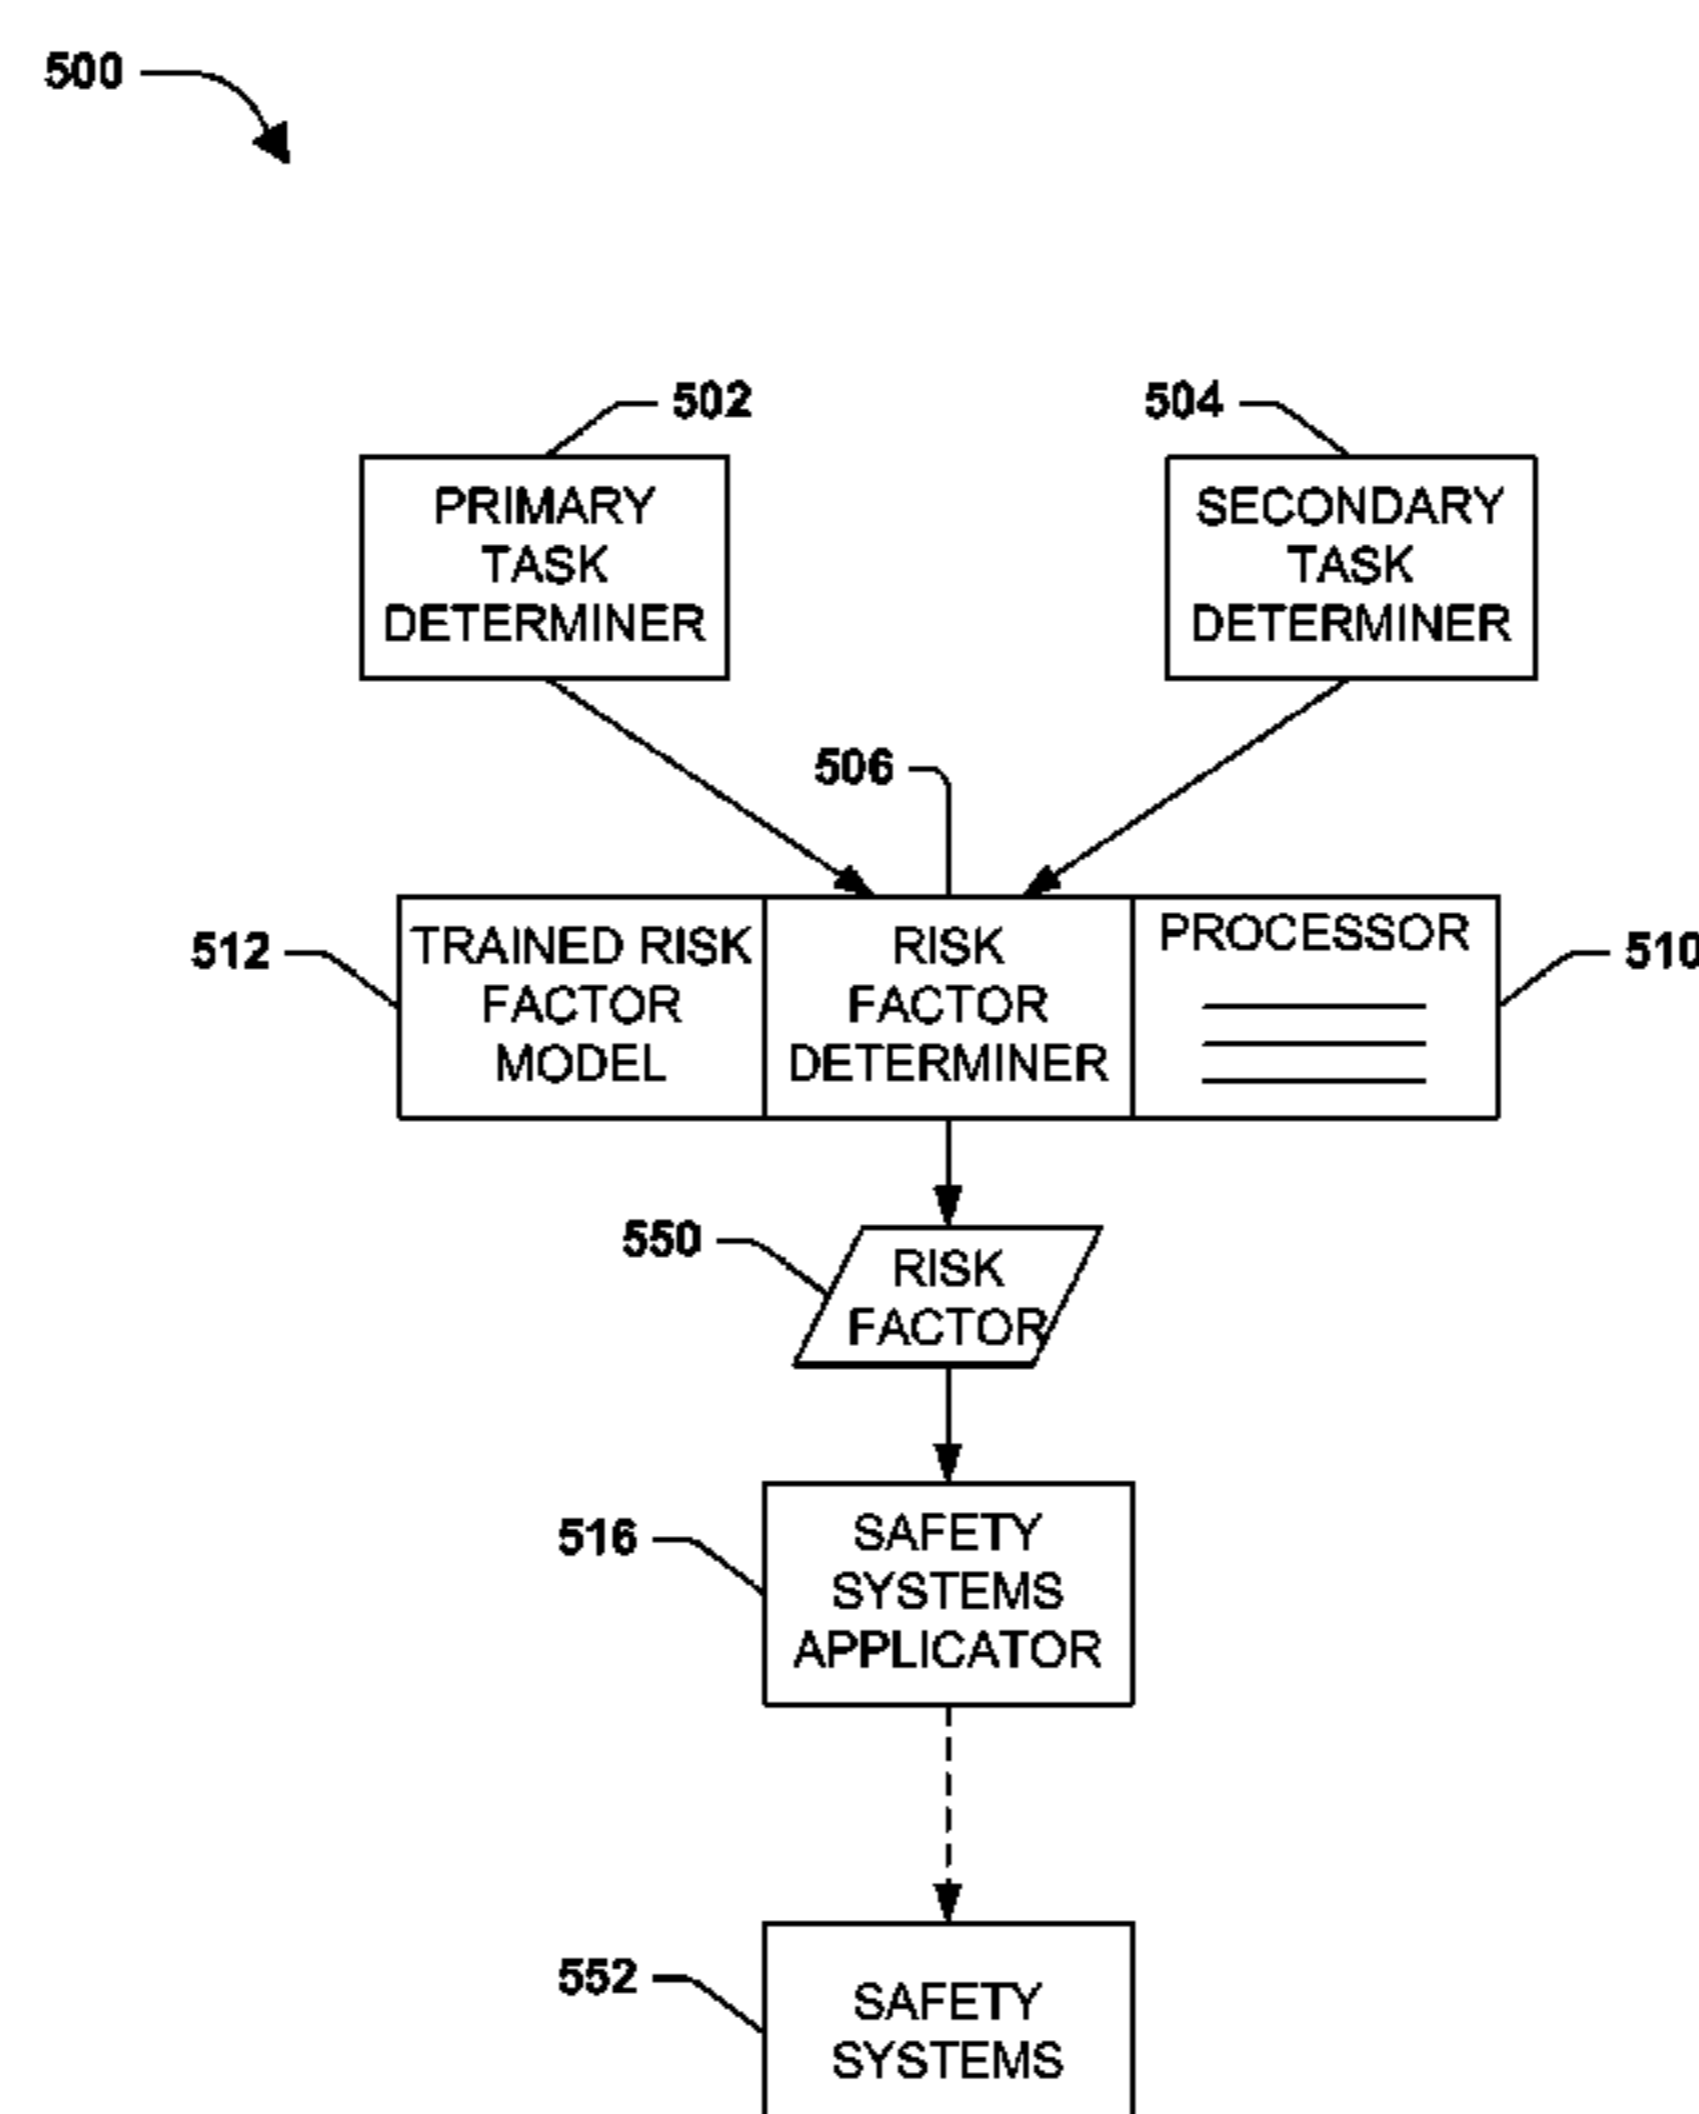 500
502
504
PRIMARY
TASK
DETERMINER
SECONDARY
TASK
DETERMINER
506
512
TRAINED RISK
FACTOR
MODEL
RISK
FACTOR
DETERMINER
PROCESSOR
510
550
RISK
FACTOR
516
SAFETY
SYSTEMS
APPLICATOR
552
SAFETY
SYSTEMS